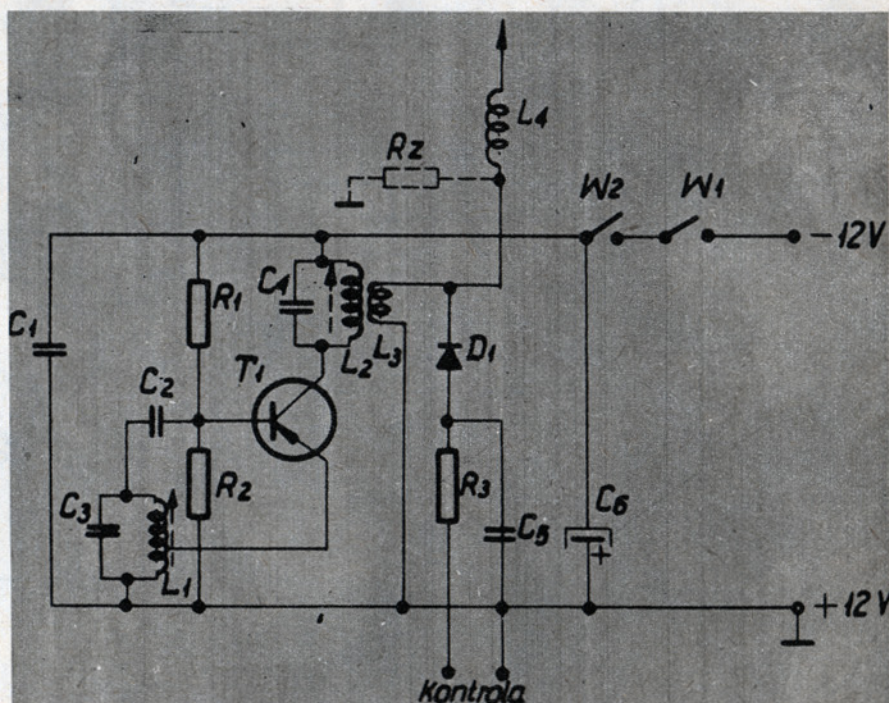 L4
Rz
W2
W1
-12V
C4
R1
C1
L2
L3
D1
T1
C2
R2
R3
C3
C5
C6
+
L1
+12V
Kontrola